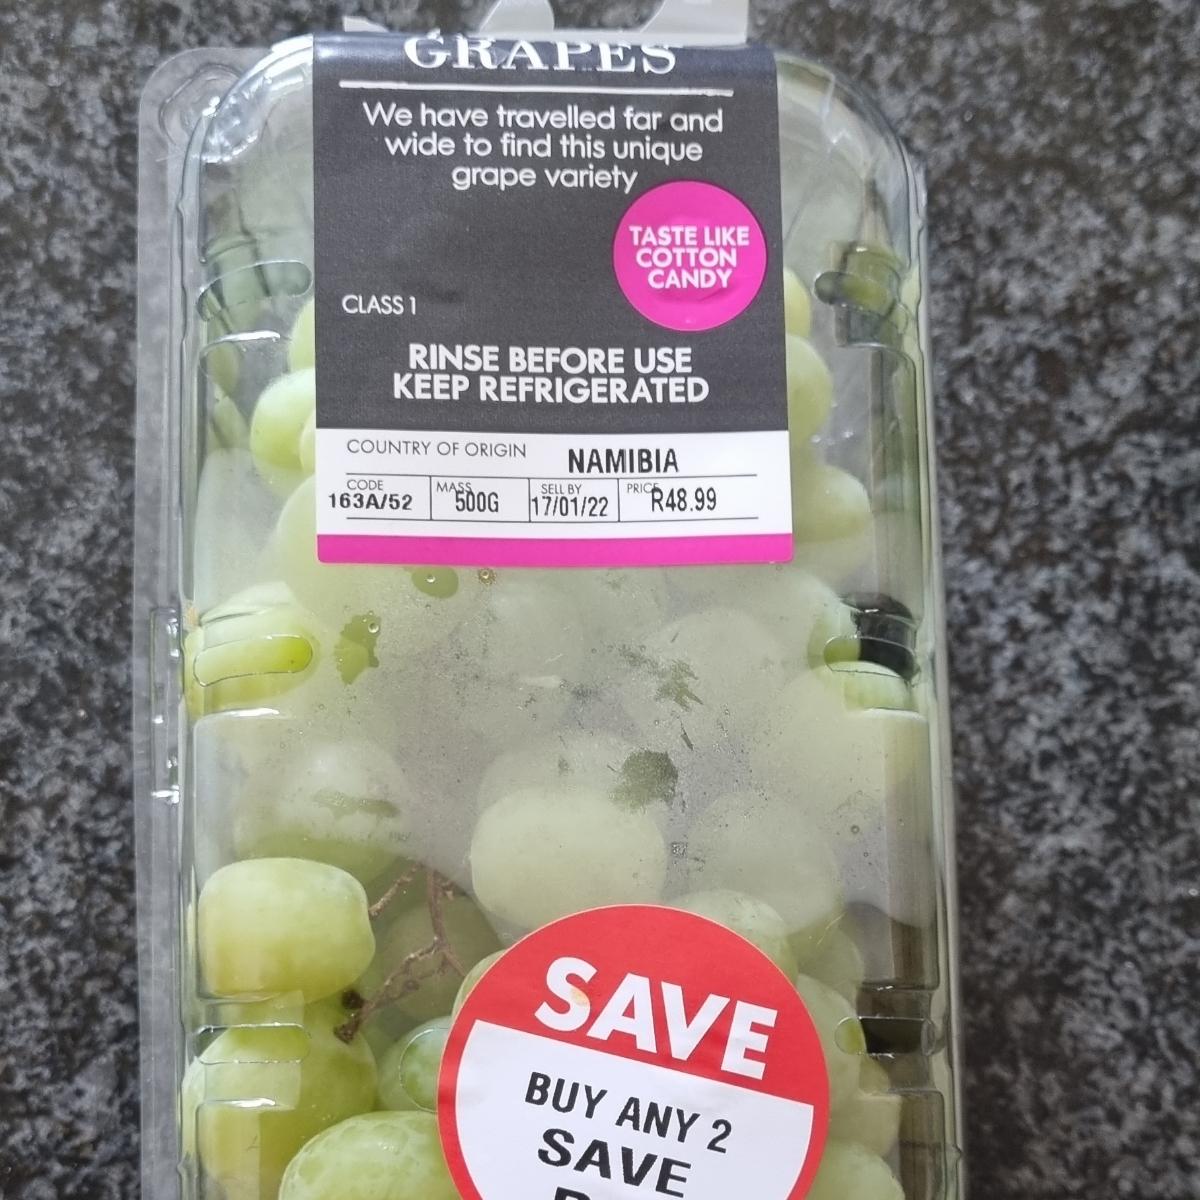 GRAPES
We have travelled far and
wide to find this unique
grape variety
TASTE LIKE
COTTON
CANDY
CLASS 1
RINSE BEFORE USE
KEEP REFRIGERATED
COUNTRY OF ORIGIN NAMIBIA
CODE MASS SELL BY PRICE
163A/52 500G 17/01/22 R48.99
SAVE
BUY ANY 2
SAVE